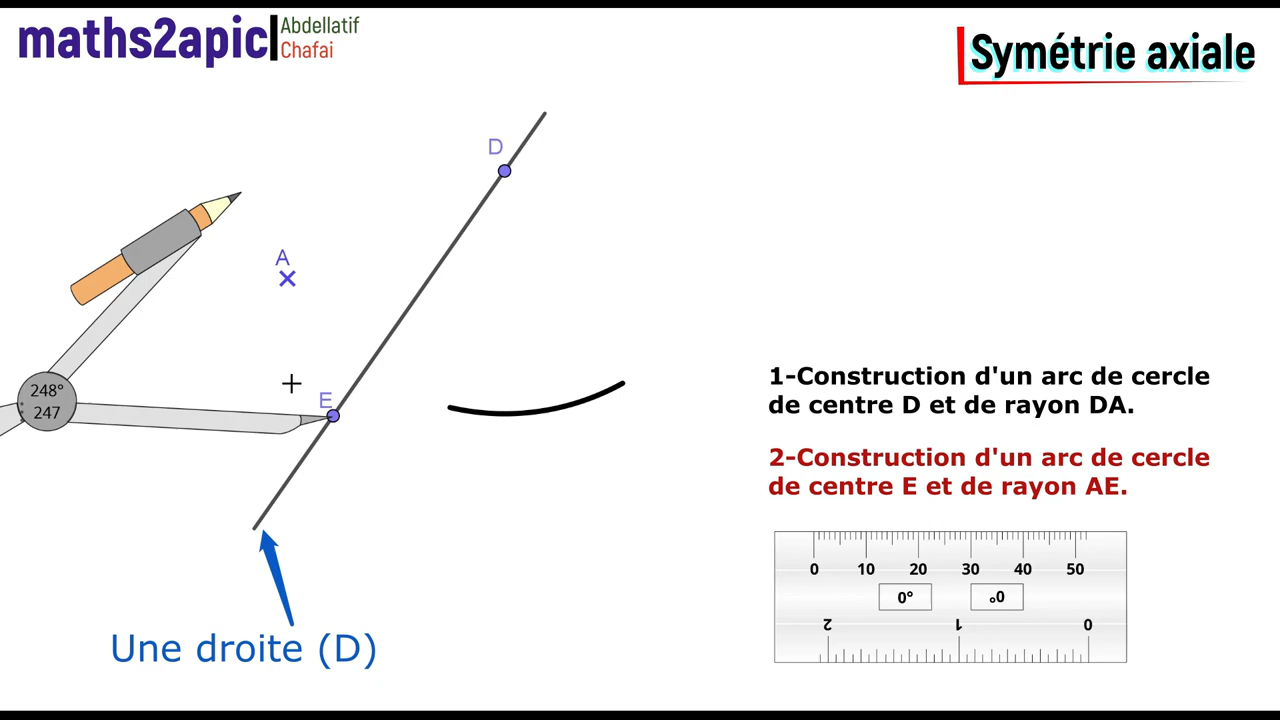 maths2apic
Abdellatif
Chafai
Symétrie axiale
D
A
E
248°
247
1-Construction d'un arc de cercle
de centre D et de rayon DA.
2-Construction d'un arc de cercle
de centre E et de rayon AE.
0 10 20 30 40 50
0° 0°
2 1 0
Une droite (D)